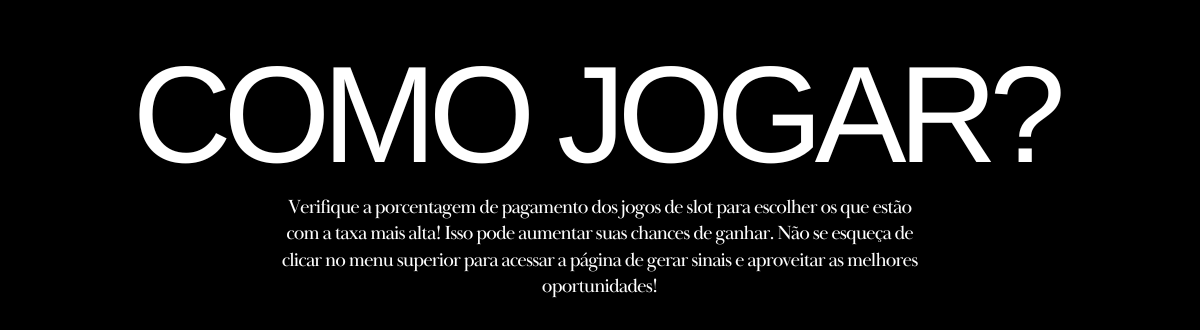 COMO JOGAR?
Verifique a porcentagem de pagamento dos jogos de slot para escolher os que estão
com a taxa mais alta! Isso pode aumentar suas chances de ganhar. Não se esqueça de
clicar no menu superior para acessar a página de gerar sinais e aproveitar as melhores
oportunidades!